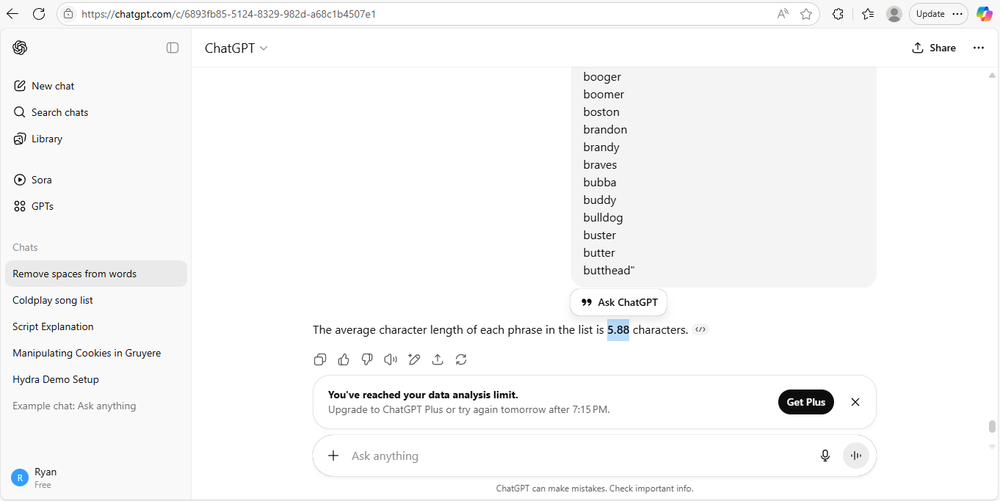 https://chatgpt.com/c/6893fb85-5124-8329-982d-a68c1b4507e1
Update
ChatGPT
Share
New chat
Search chats
Library
Sora
GPTs
Chats
Remove spaces from words
Coldplay song list
Script Explanation
Manipulating Cookies in Gruyere
Hydra Demo Setup
Example chat: Ask anything
R
Ryan
Free
booger
boomer
boston
brandon
brandy
braves
bubba
buddy
bulldog
buster
butter
butthead"
Ask ChatGPT
The average character length of each phrase in the list is 5.88 characters.
You've reached your data analysis limit.
Upgrade to ChatGPT Plus or try again tomorrow after 7:15 PM.
Get Plus
Ask anything
ChatGPT can make mistakes. Check important info.